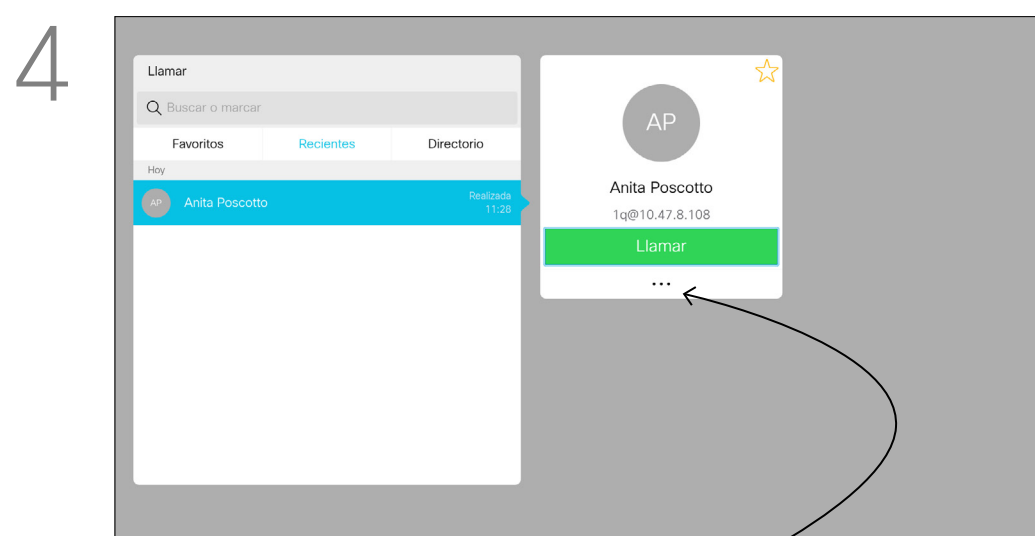 4
Llamar
Buscar o marcar
Favoritos Recientes Directorio
Hoy
AP Anita Poscotto Realizada
11:28
AP
Anita Poscotto
1q@10.47.8.108
Llamar
...